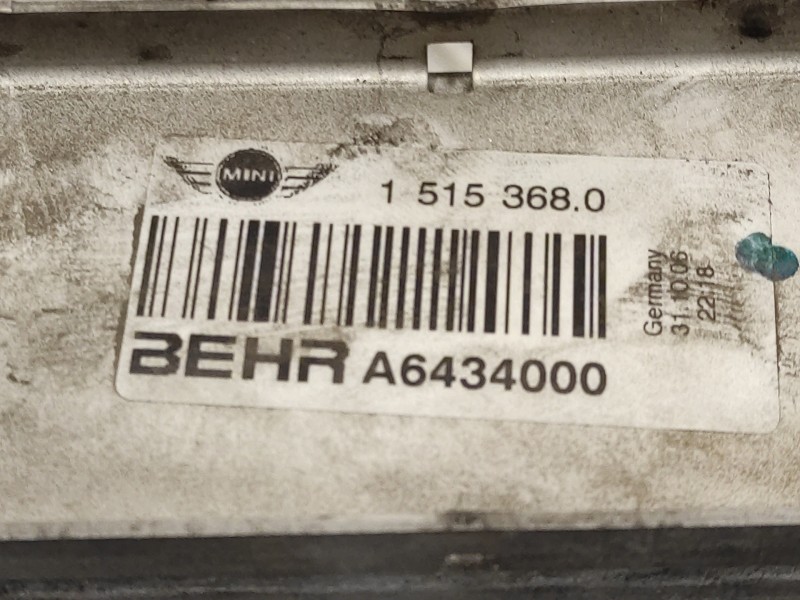 MINI
1 515 368.0
BEHR A6434000
Germany
31.10.06
22:18